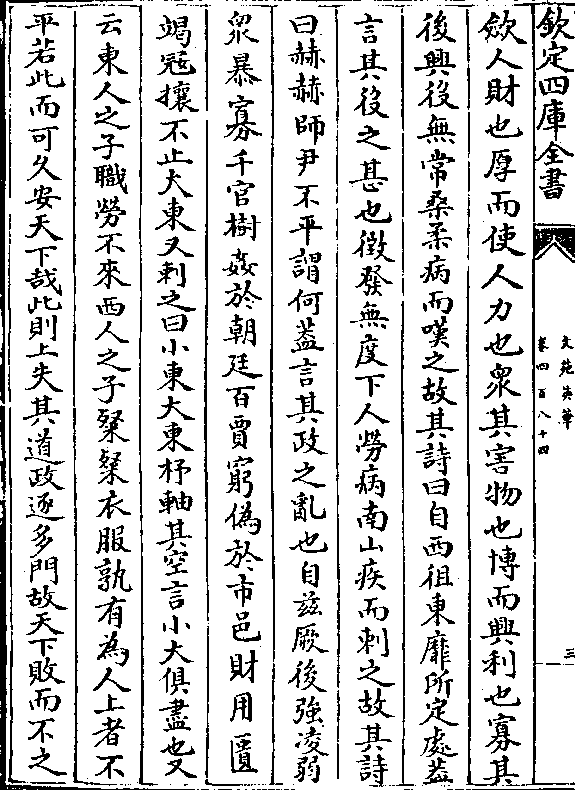 欽定四庫全書
文苑英華
卷四百八十四
三
歛人財也厚而使人力也衆其害物也博而興利也寡其
後興後無常桑柔病而嘆之故其詩曰自西徂東靡所定處葢
言其役之甚也徵發無度下人勞病南山疾而刺之故其詩
曰赫赫師尹不平謂何葢言其政之亂也自兹厥後強凌弱
衆暴寡千官樹姦於朝廷百賈窮偽於市邑財用匱
竭寇攘不止大東又刺之曰小東大東杼軸其空言小大俱盡也又
云東人之子職勞不來西人之子粲粲衣服孰有為人上者不
平若此而可久安天下哉此則上失其道政逐多門故天下敗而不之